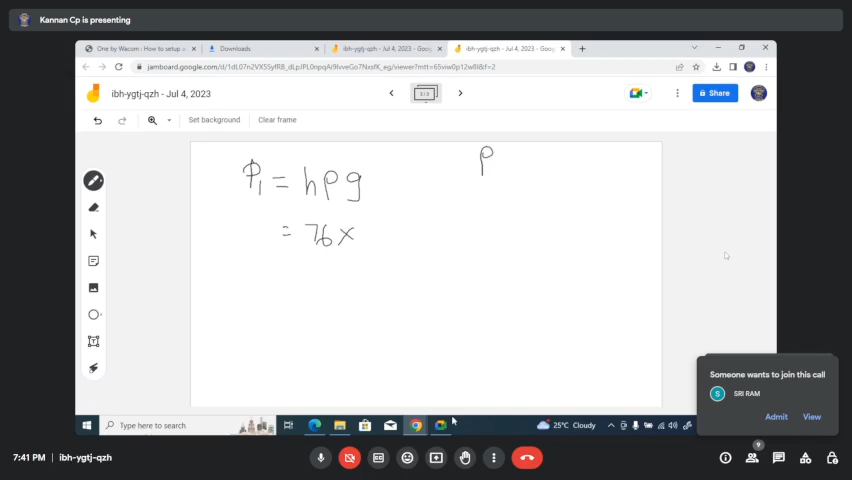 Kannan Cp is presenting
One by Wacom : How to setup
Downloads
ibh-ygtj-qzh - Jul 4, 2023 - Goog
ibh-ygtj-qzh - Jul 4, 2023 - Goog
ibh-ygtj-qzh - Jul 4, 2023
Share
Set background
Clear frame
P₁ = hρg
= 76 x
ρ
Someone wants to join this call
S SRI RAM
Admit View
Type here to search
25°C Cloudy
7:41 PM ibh-ygtj-qzh
9